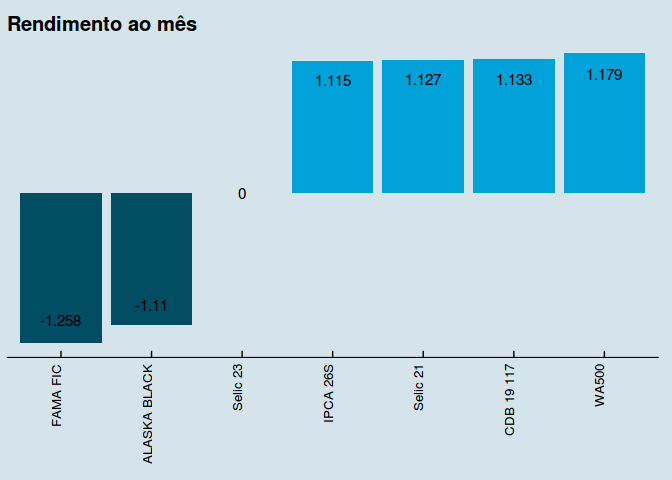 Rendimento ao mês
1.115
1.127
1.133
1.179
0
-1.258
-1.11
FAMA FIC
ALASKA BLACK
Selic 23
IPCA 26S
Selic 21
CDB 19 117
WA500